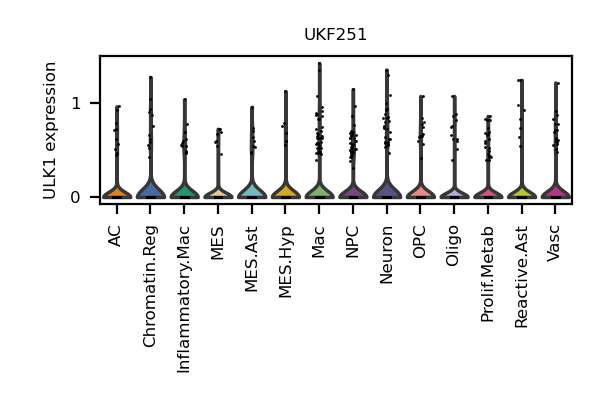 UKF251
ULK1 expression
1
0
AC
Chromatin.Reg
Inflammatory.Mac
MES
MES.Ast
MES.Hyp
Mac
NPC
Neuron
OPC
Oligo
Prolif.Metab
Reactive.Ast
Vasc